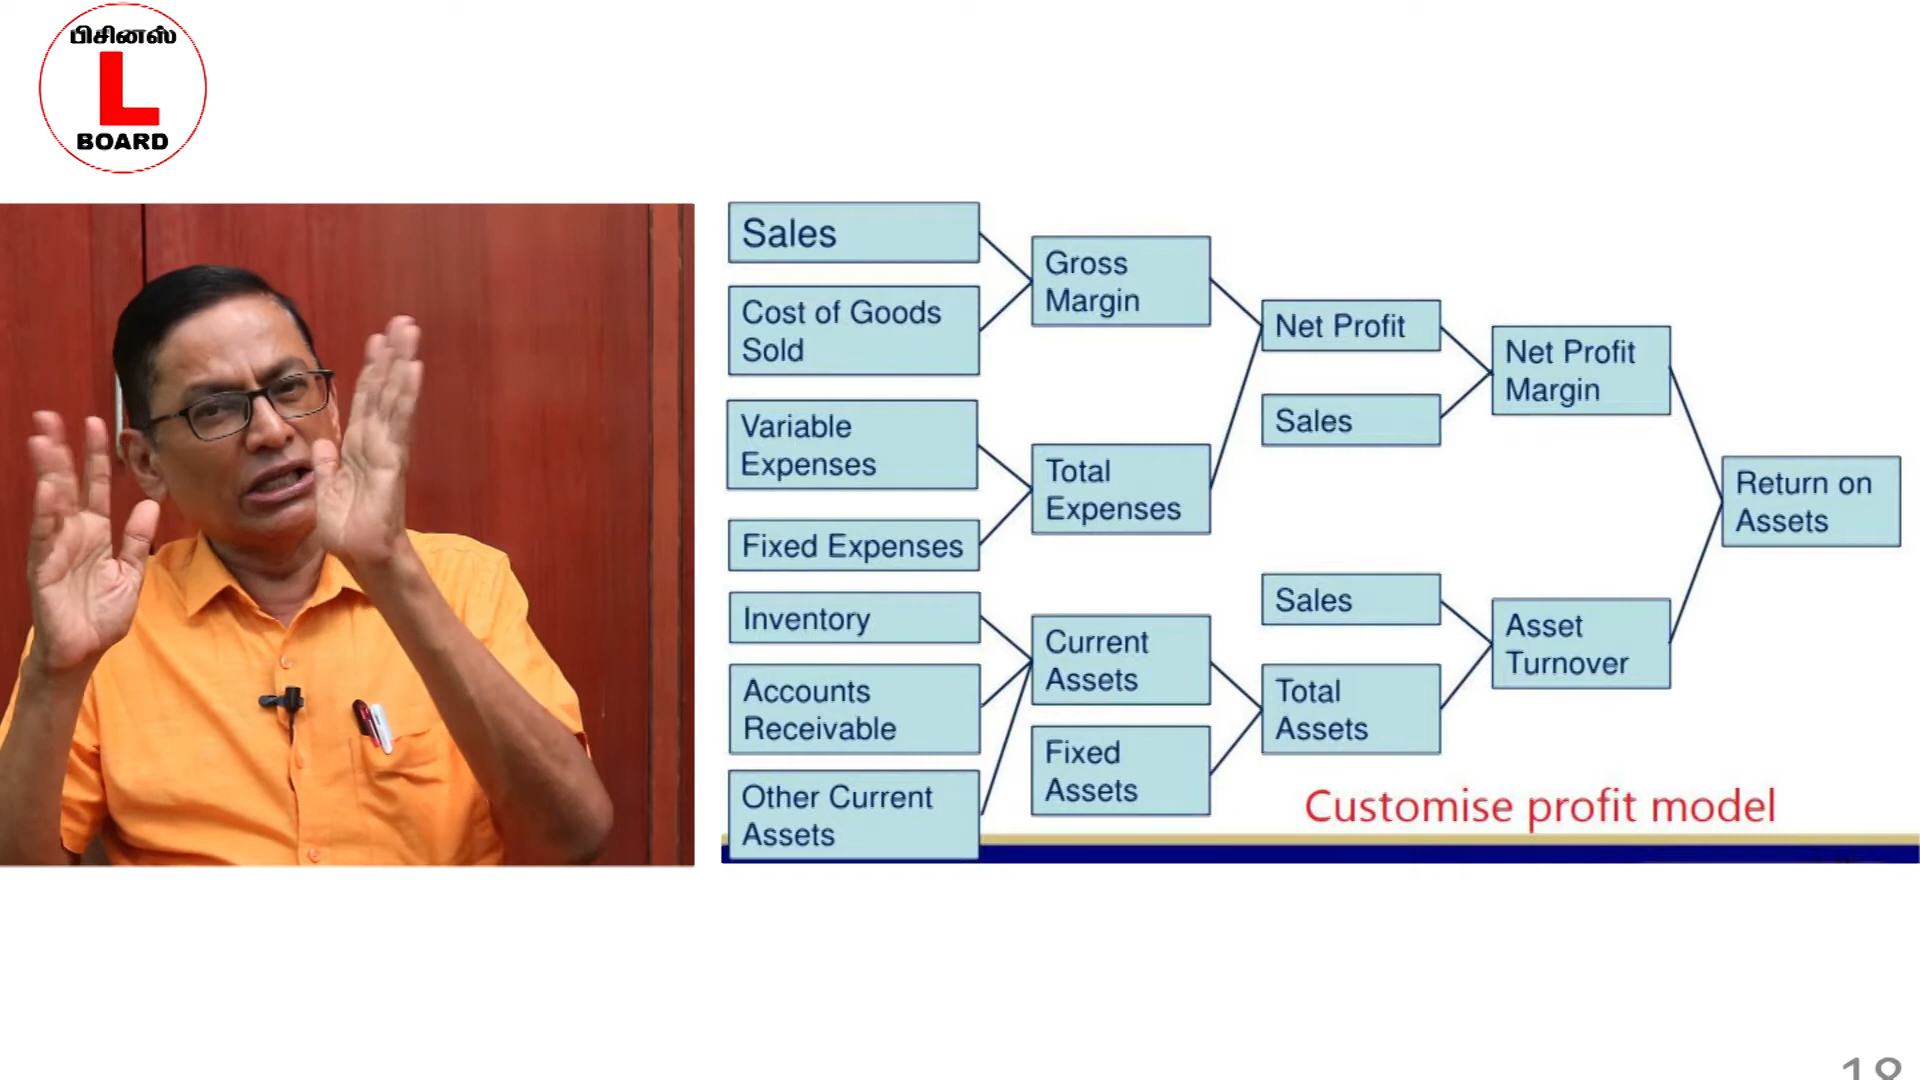 பிசினஸ்
L
BOARD
Sales
Cost of Goods
Sold
Variable
Expenses
Fixed Expenses
Inventory
Accounts
Receivable
Other Current
Assets
Gross
Margin
Total
Expenses
Current
Assets
Fixed
Assets
Net Profit
Sales
Sales
Total
Assets
Net Profit
Margin
Asset
Turnover
Return on
Assets
Customise profit model
18